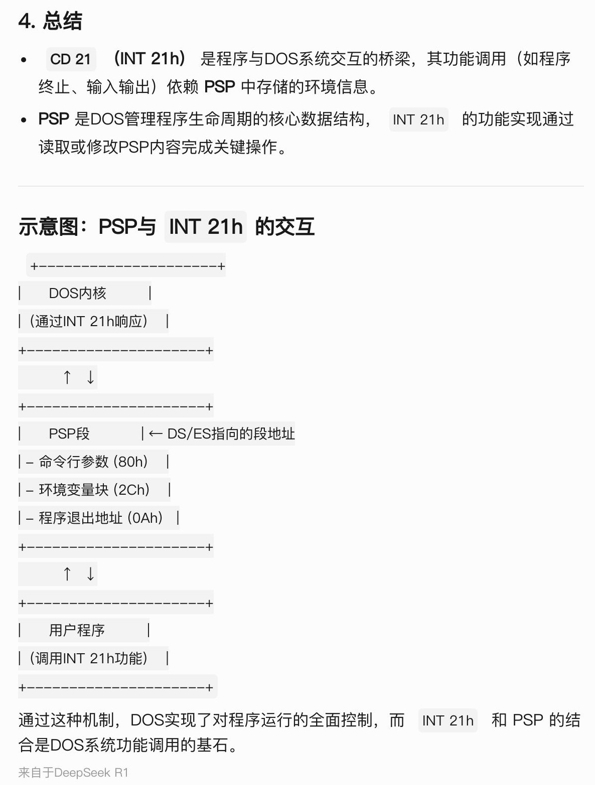 4. 总结
• CD 21 （INT 21h） 是程序与DOS系统交互的桥梁，其功能调用（如程序
终止、输入输出）依赖 PSP 中存储的环境信息。
• PSP 是DOS管理程序生命周期的核心数据结构， INT 21h 的功能实现通过
读取或修改PSP内容完成关键操作。
示意图：PSP与 INT 21h 的交互
+---------------------+
| DOS内核 |
|（通过INT 21h响应） |
+---------------------+
↑ ↓
+---------------------+
| PSP段 | ← DS/ES指向的段地址
| - 命令行参数 (80h) |
| - 环境变量块 (2Ch) |
| - 程序退出地址 (0Ah) |
+---------------------+
↑ ↓
+---------------------+
| 用户程序 |
|（调用INT 21h功能） |
+---------------------+
通过这种机制，DOS实现了对程序运行的全面控制，而 INT 21h 和 PSP 的结
合是DOS系统功能调用的基石。
来自于DeepSeek R1